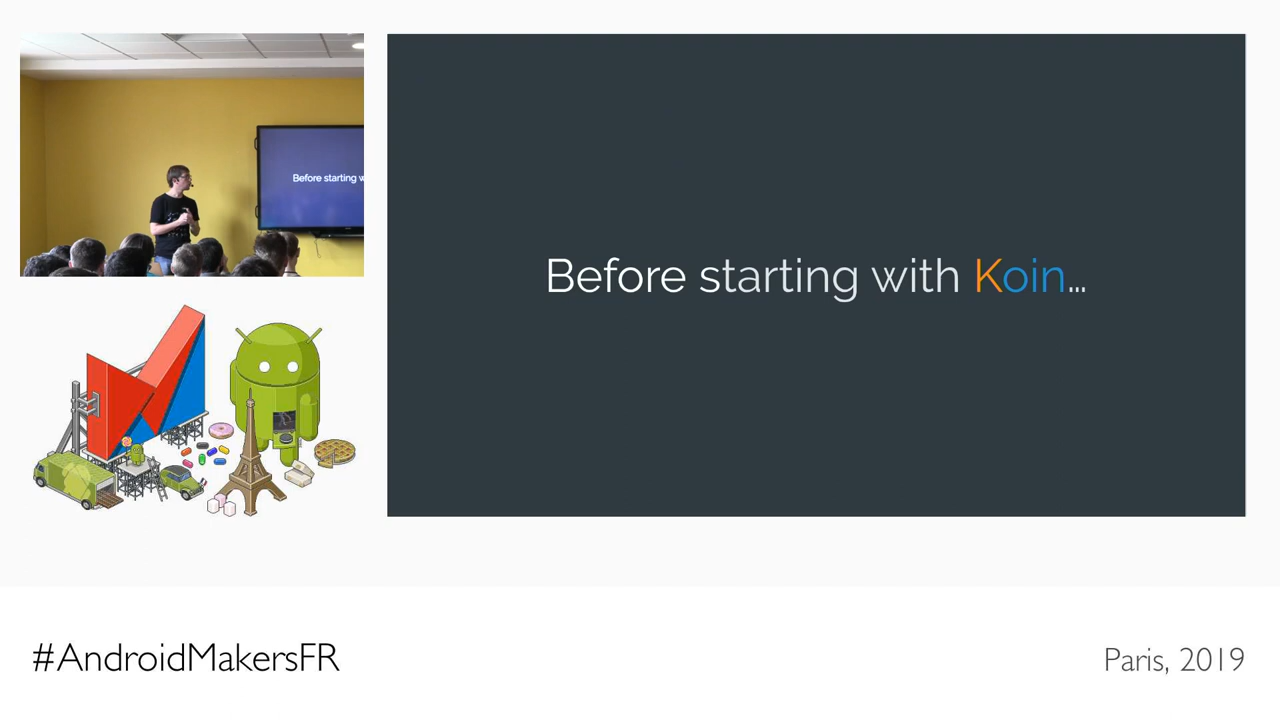 Before starting w
Before starting with Koin...
#AndroidMakersFR
Paris, 2019